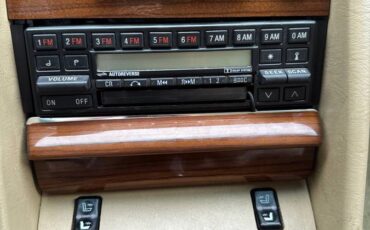 1 FM 2 FM 3 FM 4 FM 5 FM 6 FM 7 AM 8 AM 9 AM 0 AM
VOLUME AUTOREVERSE SEEK SCAN
ON OFF CR M◀◀ ▶▶M